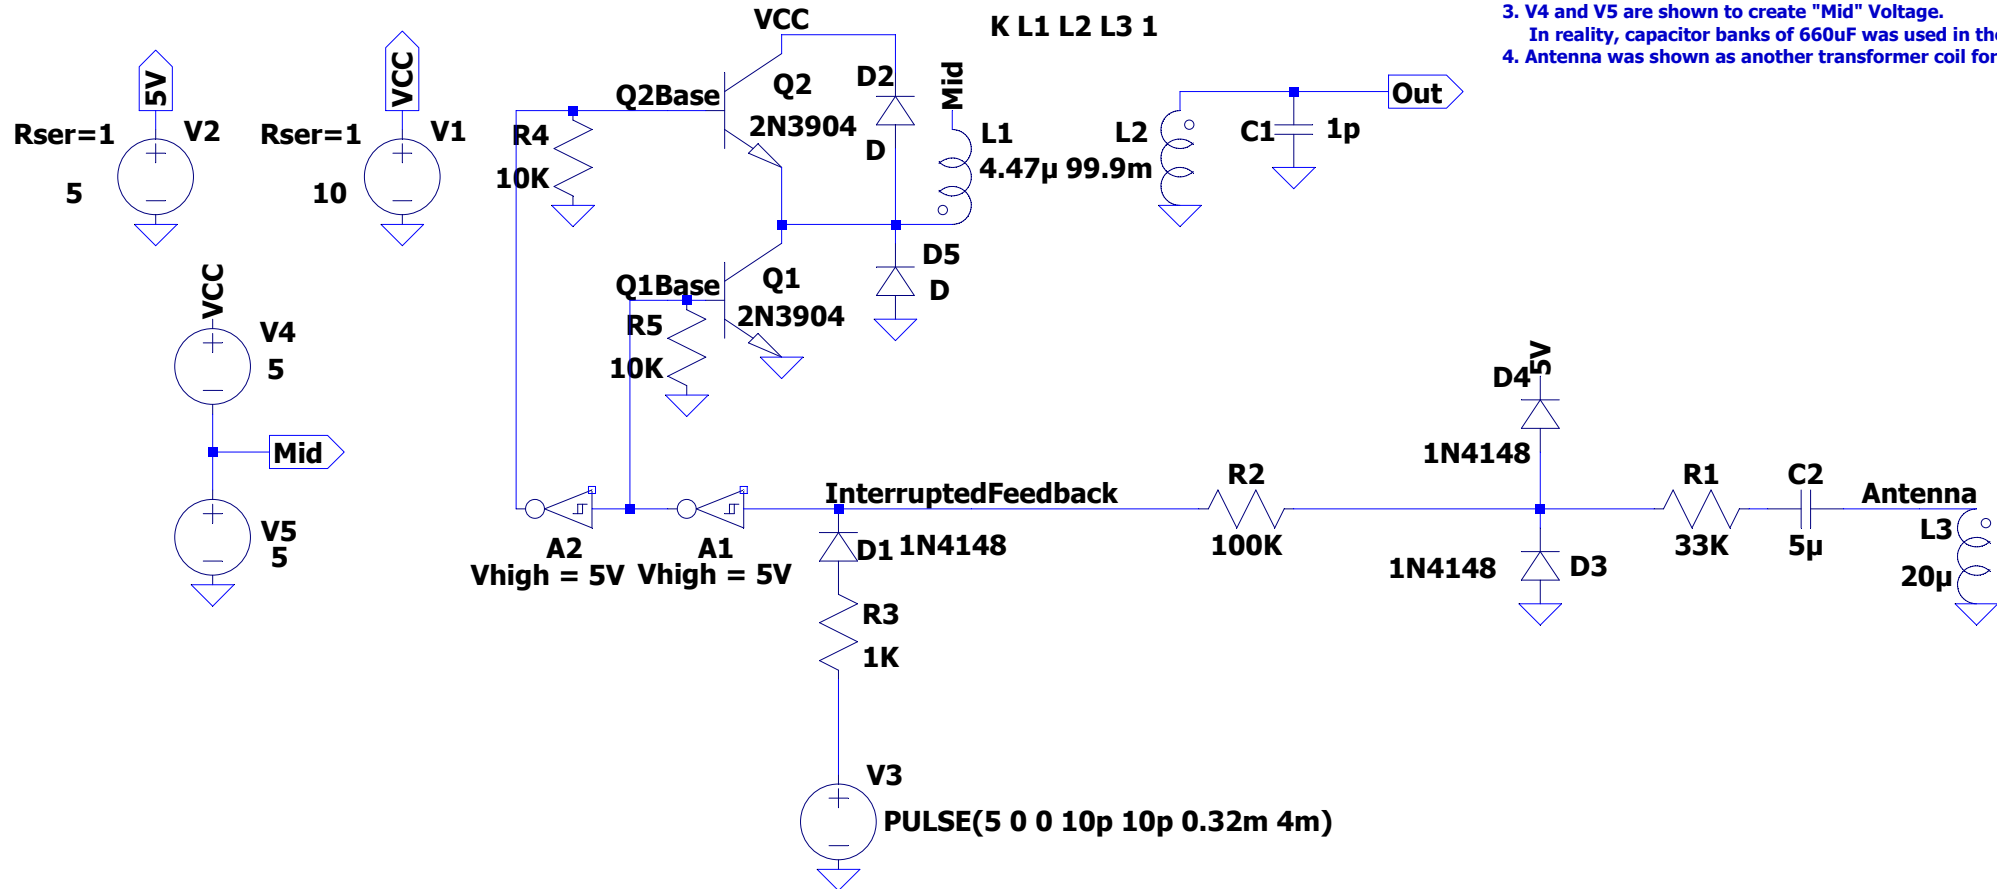 VCC
K L1 L2 L3 1
3. V4 and V5 are shown to create "Mid" Voltage.
In reality, capacitor banks of 660uF was used in the
4. Antenna was shown as another transformer coil for
5V
VCC
D2
Mid
Q2
Q2Base
Out
Rser=1
V2
Rser=1
V1
R4
2N3904
L1
L2
C1
1p
D
10K
4.47µ
99.9m
5
10
D5
D
Q1Base
Q1
VCC
2N3904
R5
10K
V4
5
D4
5V
Mid
1N4148
R1
C2
R2
InterruptedFeedback
Antenna
V5
5
L3
A2
A1
D1
1N4148
100K
33K
5µ
Vhigh = 5V
Vhigh = 5V
1N4148
D3
20µ
R3
1K
V3
PULSE(5 0 0 10p 10p 0.32m 4m)